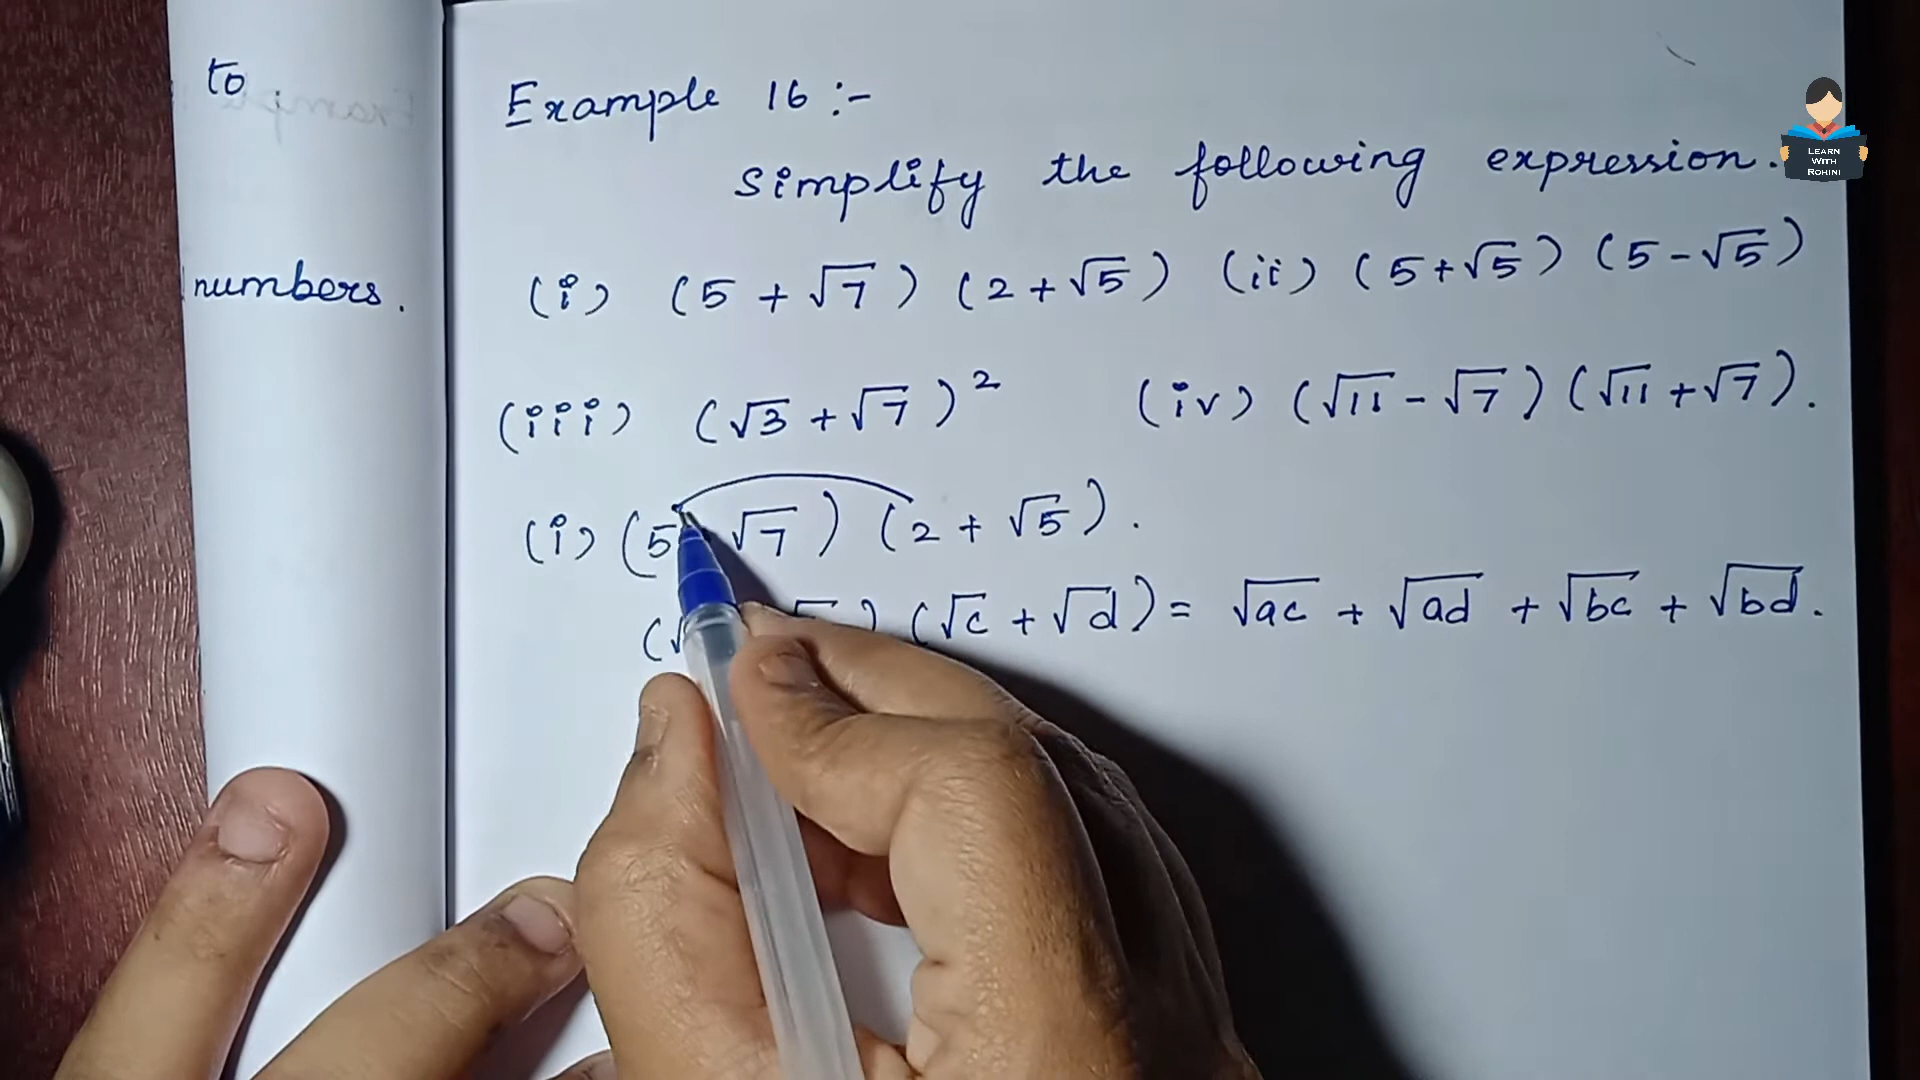 to.
numbers.
Example 16 :-
simplify the following expression.
(i) (5 + √7) (2 + √5) (ii) (5+√5) (5-√5)
(iii) (√3 + √7)² (iv) (√11 - √7) (√11 + √7).
(i) (5 √7) (2 + √5).
(√c + √d) = √ac + √ad + √bc + √bd.
LEARN
WITH
ROHINI